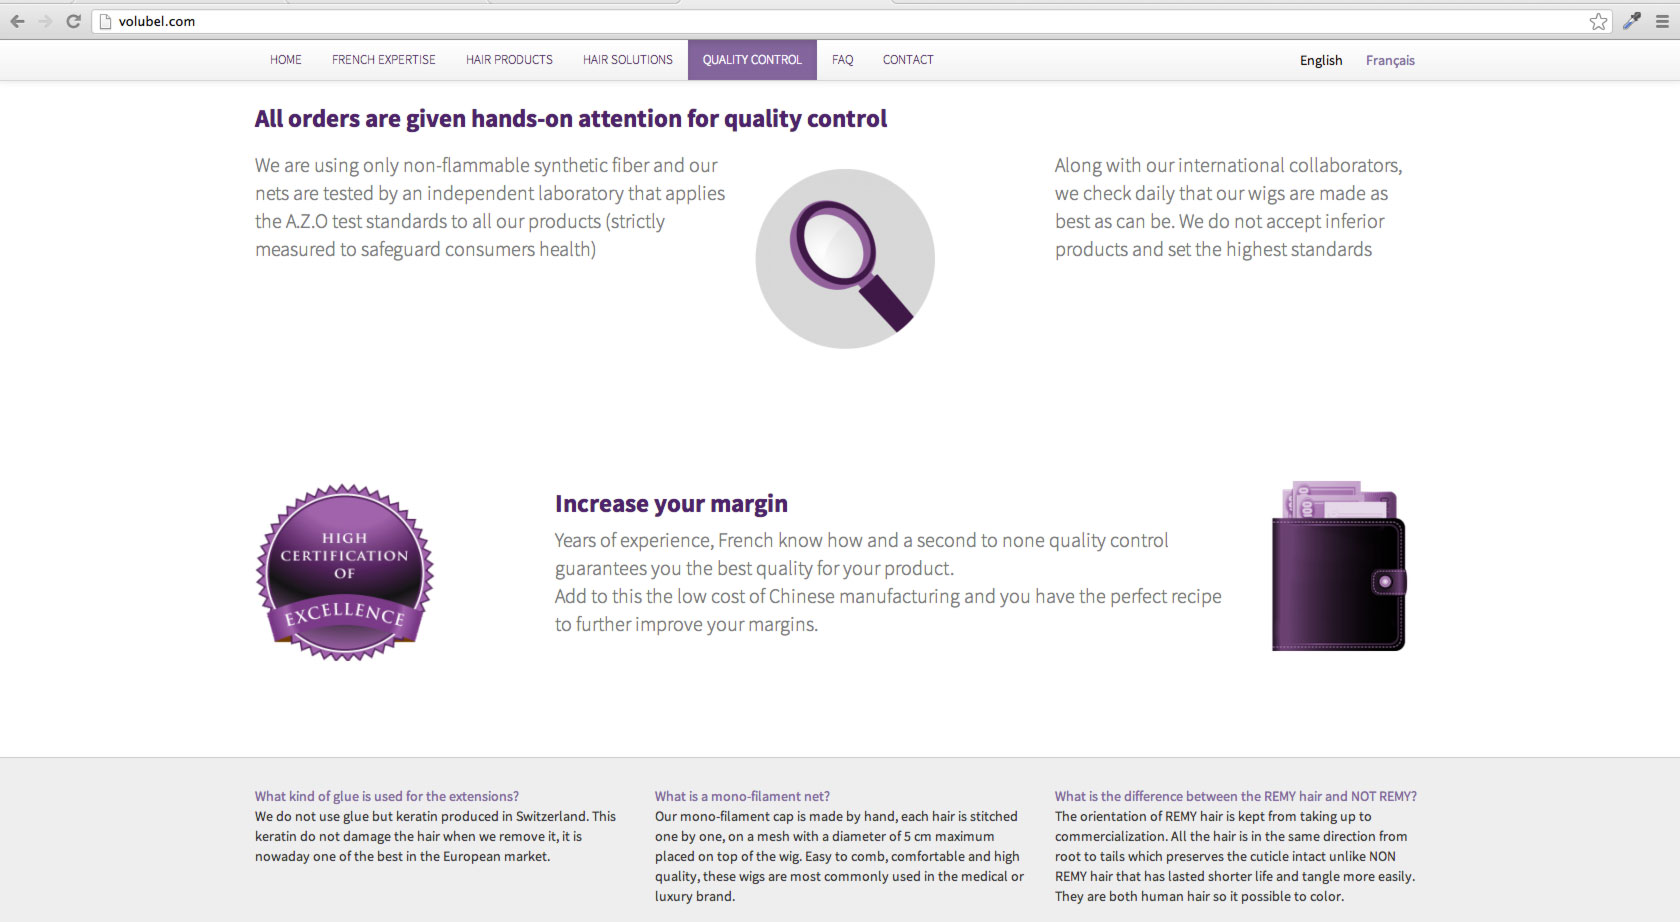 volubel.com
HOME FRENCH EXPERTISE HAIR PRODUCTS HAIR SOLUTIONS QUALITY CONTROL FAQ CONTACT English Français
All orders are given hands-on attention for quality control
We are using only non-flammable synthetic fiber and our
nets are tested by an independent laboratory that applies
the A.Z.O test standards to all our products (strictly
measured to safeguard consumers health)
Along with our international collaborators,
we check daily that our wigs are made as
best as can be. We do not accept inferior
products and set the highest standards
HIGH
CERTIFICATION
OF
EXCELLENCE
Increase your margin
Years of experience, French know how and a second to none quality control
guarantees you the best quality for your product.
Add to this the low cost of Chinese manufacturing and you have the perfect recipe
to further improve your margins.
100
What kind of glue is used for the extensions?
We do not use glue but keratin produced in Switzerland. This
keratin do not damage the hair when we remove it, it is
nowaday one of the best in the European market.
What is a mono-filament net?
Our mono-filament cap is made by hand, each hair is stitched
one by one, on a mesh with a diameter of 5 cm maximum
placed on top of the wig. Easy to comb, comfortable and high
quality, these wigs are most commonly used in the medical or
luxury brand.
What is the difference between the REMY hair and NOT REMY?
The orientation of REMY hair is kept from taking up to
commercialization. All the hair is in the same direction from
root to tails which preserves the cuticle intact unlike NON
REMY hair that has lasted shorter life and tangle more easily.
They are both human hair so it possible to color.